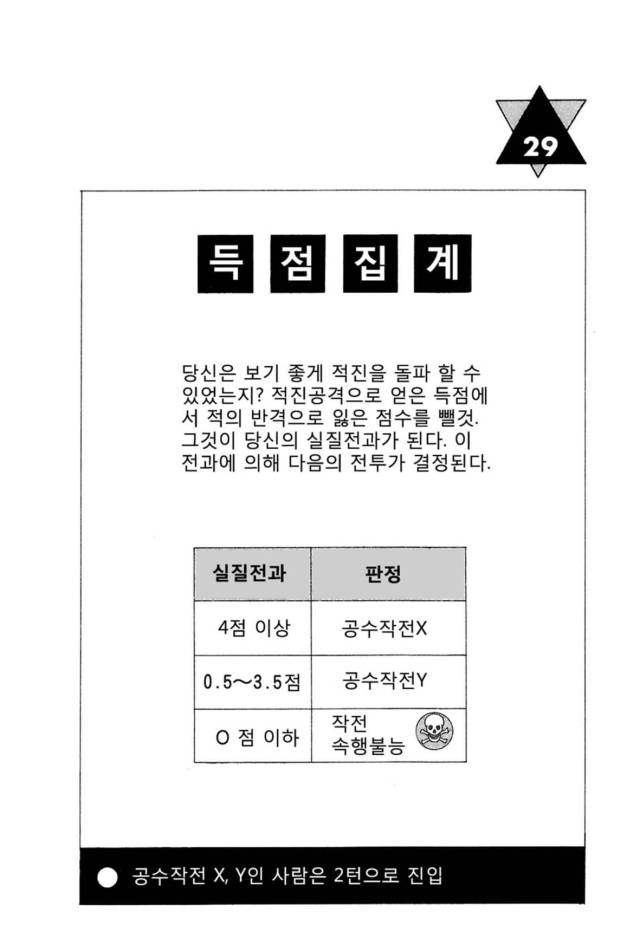 29
득점집계
당신은 보기 좋게 적진을 돌파 할 수
있었는지? 적진공격으로 얻은 득점에
서 적의 반격으로 잃은 점수를 뺄것.
그것이 당신의 실질전과가 된다. 이
전과에 의해 다음의 전투가 결정된다.
실질전과 판정
4점 이상 공수작전X
0.5～3.5점 공수작전Y
O 점 이하 작전
속행불능
● 공수작전 X, Y인 사람은 2턴으로 진입